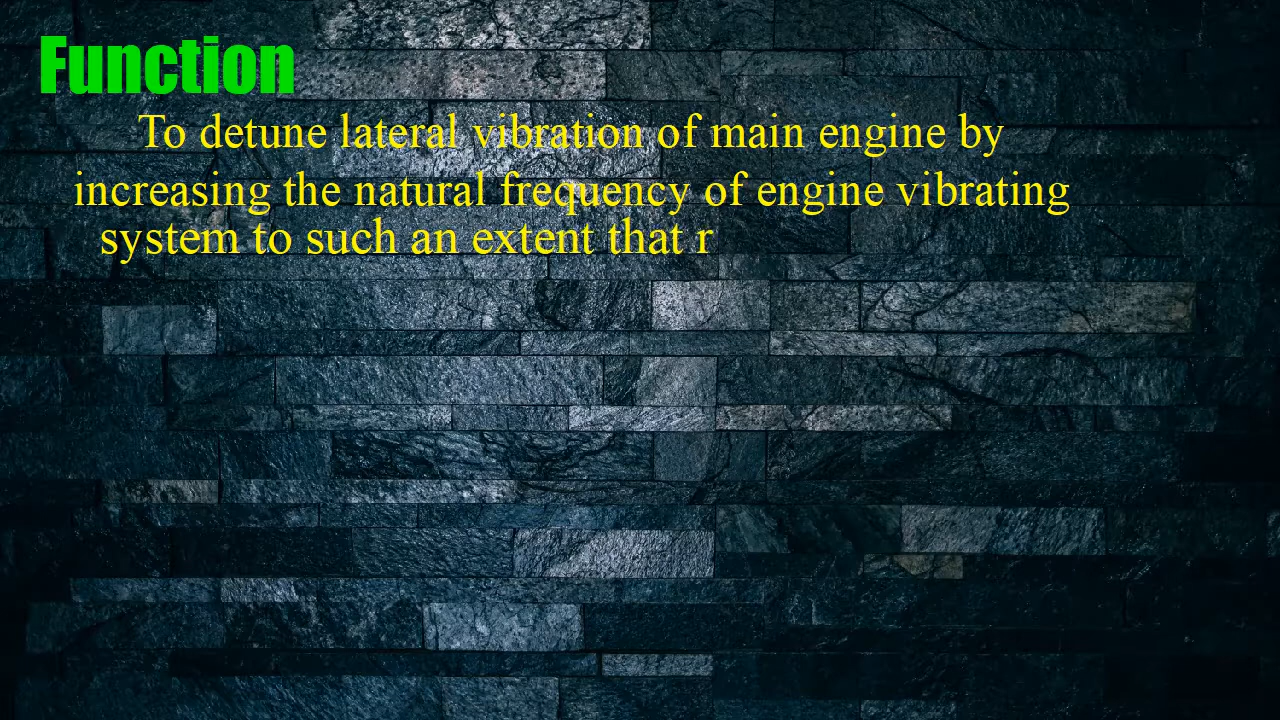 Function
To detune lateral vibration of main engine by
increasing the natural frequency of engine vibrating
system to such an extent that r